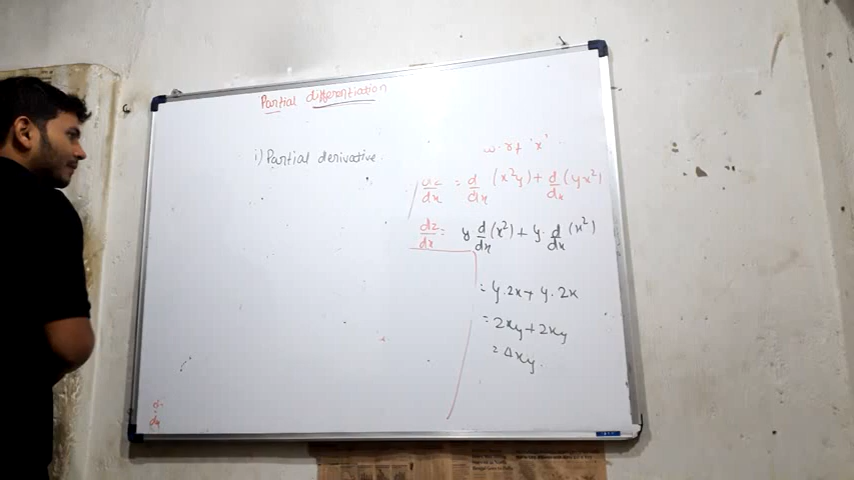 Partial differentiation
i) Partial derivative.
w.r.t 'x'
dz/dx = d/dx (x²y) + d/dx (yx²)
dz/dx = y d/dx (x²) + y. d/dx (x²)
= y.2x + y.2x
= 2xy + 2xy
= 4xy.